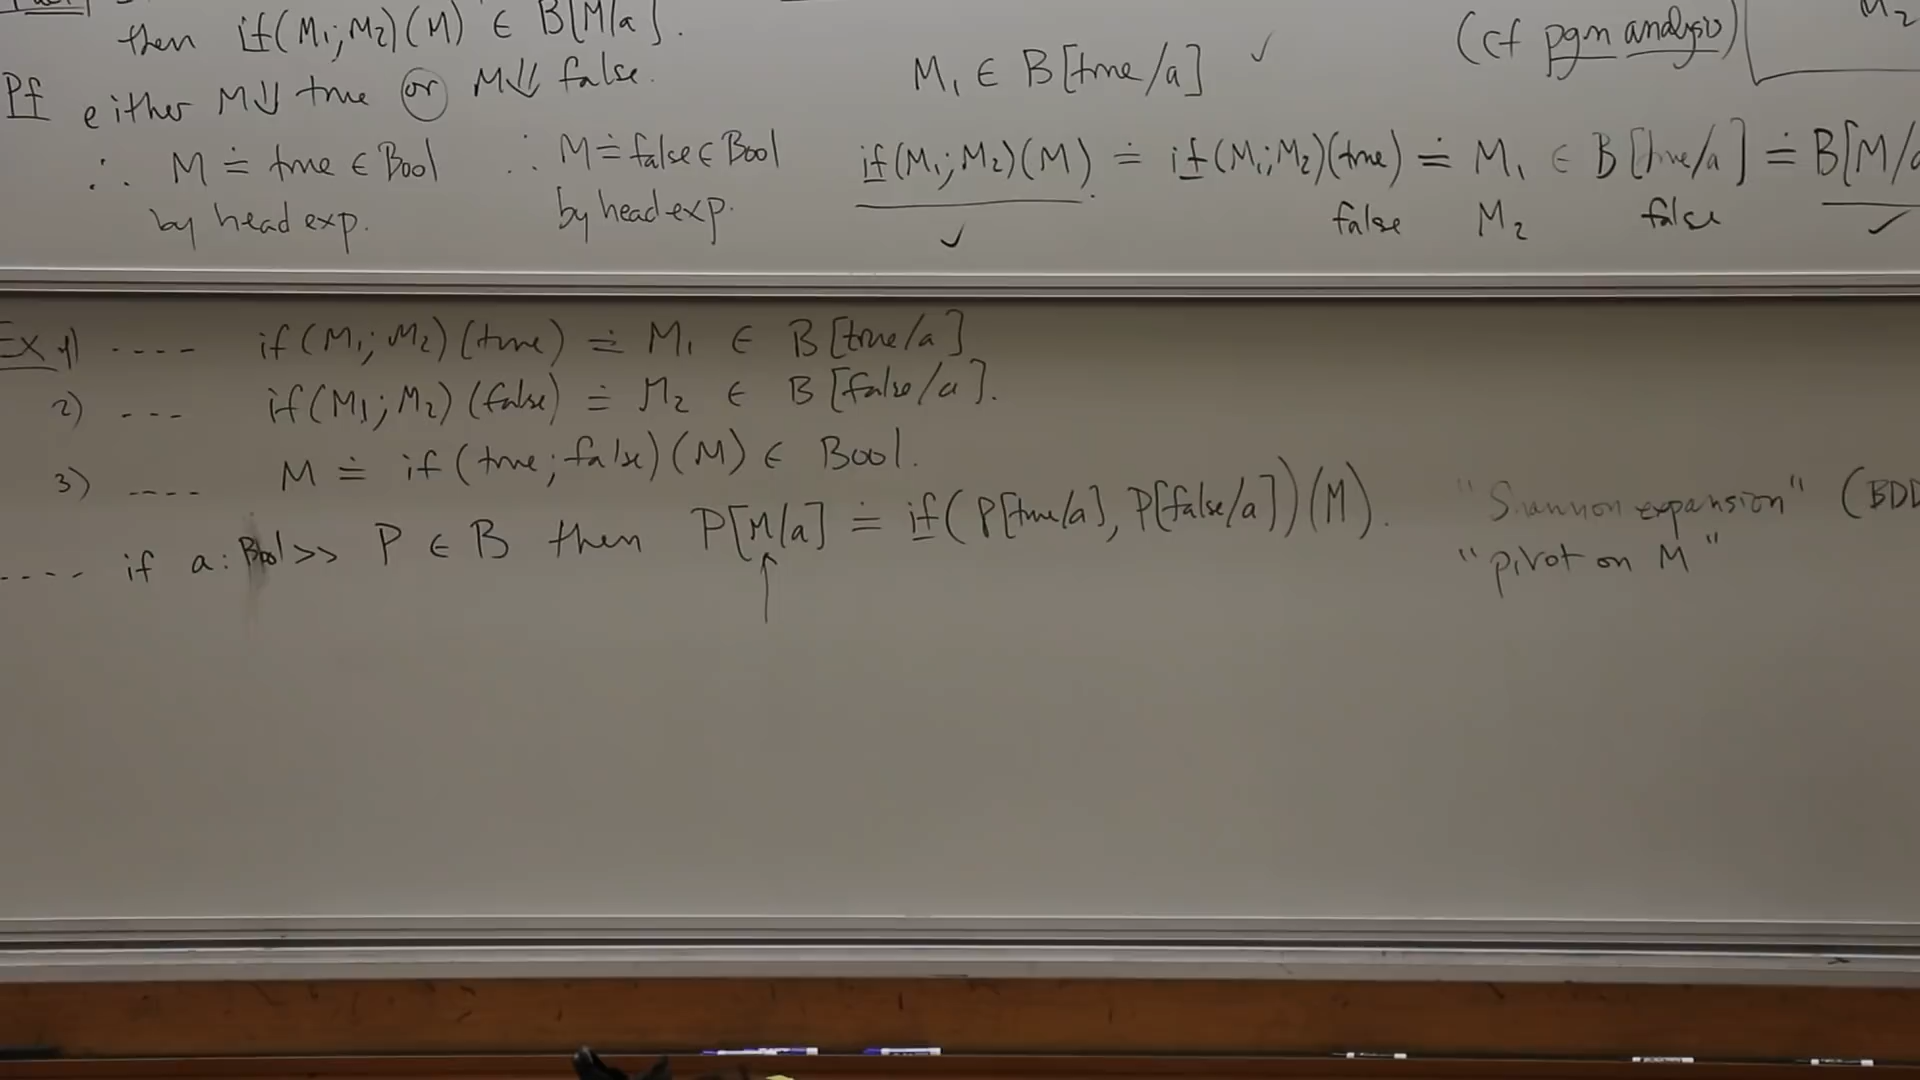 then if(M₁;M₂)(M) ∈ B[M/a].
Pf either M⇓ true or M⇓ false.
∴ M ≐ true ∈ Bool
by head exp.
∴ M ≐ false ∈ Bool
by head exp.
M₁ ∈ B[true/a] ✓
(cf pgm analysis)
M₂
if(M₁;M₂)(M) ≐ if(M₁;M₂)(true) ≐ M₁ ∈ B[true/a] ≐ B[M/a
false M₂ false
✓ ✓
Ex 1) ---- if(M₁;M₂)(true) ≐ M₁ ∈ B[true/a]
2) --- if(M₁;M₂)(false) ≐ M₂ ∈ B[false/a].
3) ---- M ≐ if(true;false)(M) ∈ Bool.
---- if a:Bool >> P ∈ B then P[M/a] ≐ if(P[true/a], P[false/a])(M).
"Shannon expansion" (BDD
"pivot on M"